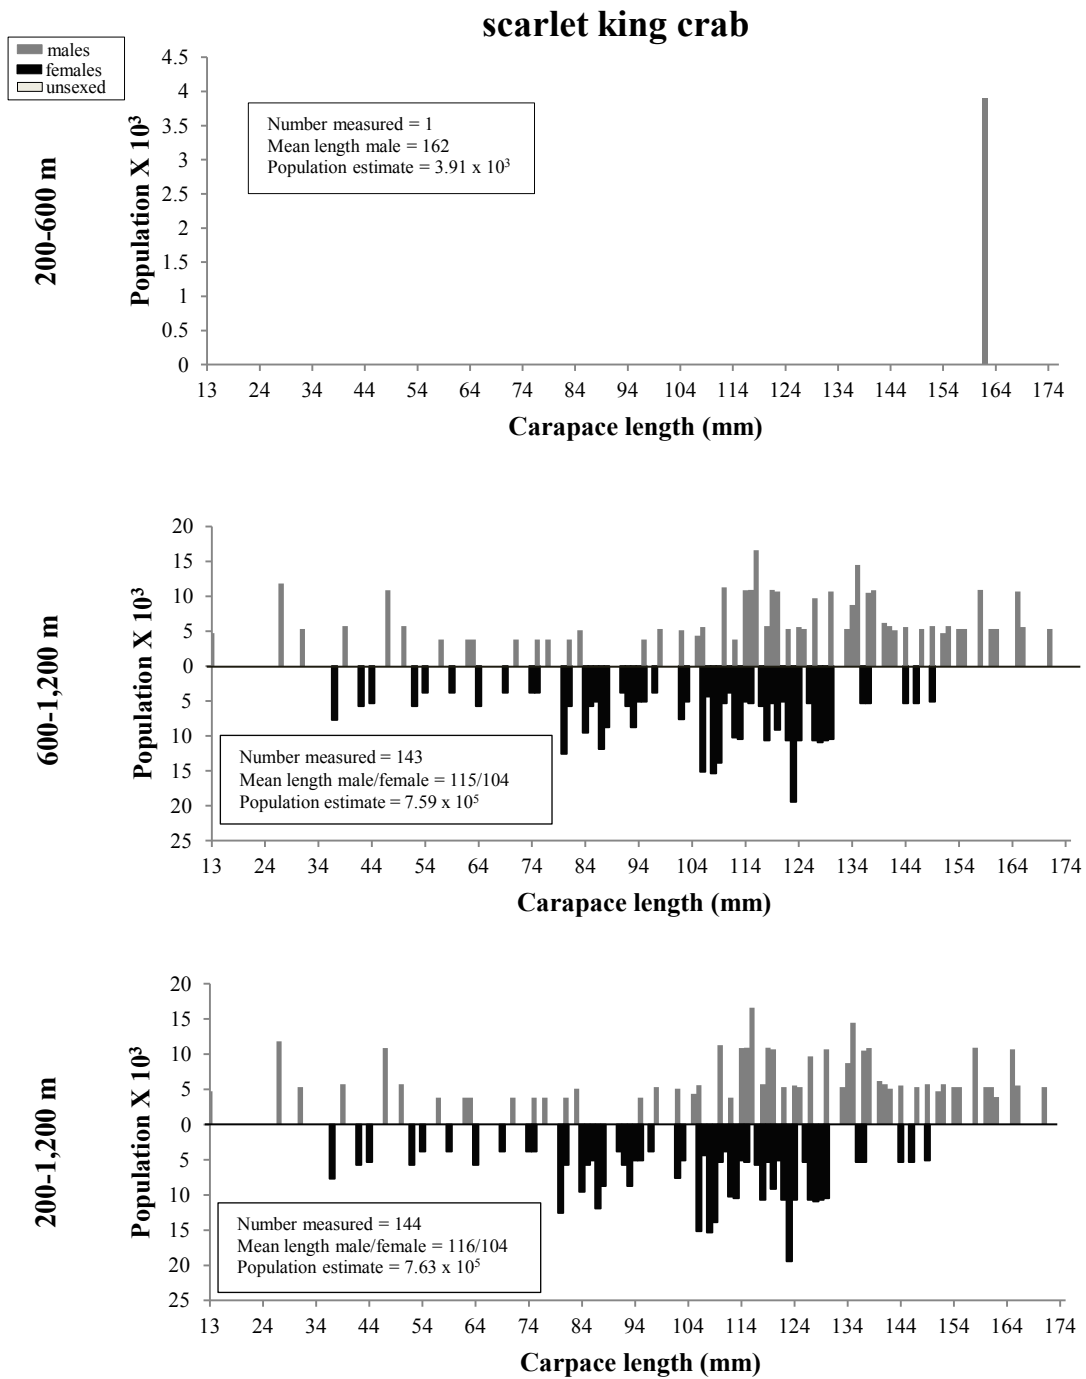 scarlet king crab
males
females
unsexed
200-600 m
Population X 10³
4.5
4
3.5
3
2.5
2
1.5
1
0.5
0
Number measured = 1
Mean length male = 162
Population estimate = 3.91 x 10³
13 24 34 44 54 64 74 84 94 104 114 124 134 144 154 164 174
Carapace length (mm)
600-1,200 m
Population X 10³
20
15
10
5
0
5
10
15
20
25
Number measured = 143
Mean length male/female = 115/104
Population estimate = 7.59 x 10⁵
13 24 34 44 54 64 74 84 94 104 114 124 134 144 154 164 174
Carapace length (mm)
200-1,200 m
Population X 10³
20
15
10
5
0
5
10
15
20
25
Number measured = 144
Mean length male/female = 116/104
Population estimate = 7.63 x 10⁵
13 24 34 44 54 64 74 84 94 104 114 124 134 144 154 164 174
Carpace length (mm)